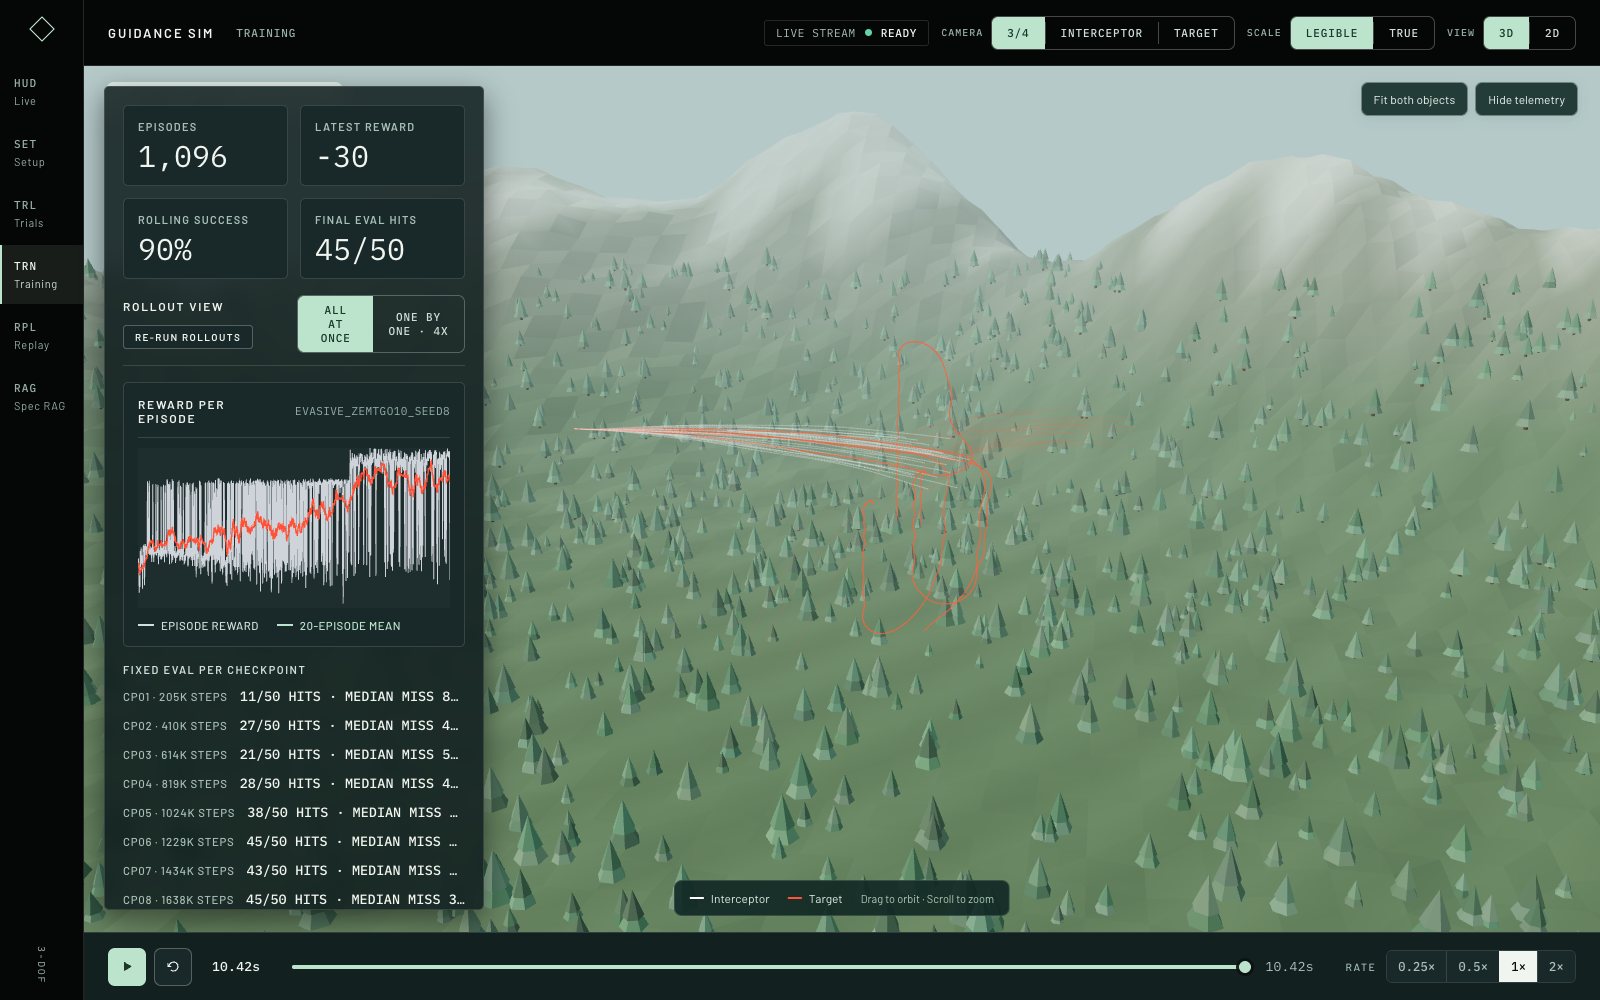 GUIDANCE SIM TRAINING
LIVE STREAM READY
CAMERA 3/4 INTERCEPTOR TARGET
SCALE LEGIBLE TRUE
VIEW 3D 2D
HUD
Live
SET
Setup
TRL
Trials
TRN
Training
RPL
Replay
RAG
Spec RAG
3-DOF
Fit both objects
Hide telemetry
EPISODES
1,096
LATEST REWARD
-30
ROLLING SUCCESS
90%
FINAL EVAL HITS
45/50
ROLLOUT VIEW
RE-RUN ROLLOUTS
ALL
AT
ONCE
ONE BY
ONE · 4X
REWARD PER
EPISODE
EVASIVE_ZEMTGO10_SEED8
EPISODE REWARD
20-EPISODE MEAN
FIXED EVAL PER CHECKPOINT
CP01 · 205K STEPS 11/50 HITS · MEDIAN MISS 8…
CP02 · 410K STEPS 27/50 HITS · MEDIAN MISS 4…
CP03 · 614K STEPS 21/50 HITS · MEDIAN MISS 5…
CP04 · 819K STEPS 28/50 HITS · MEDIAN MISS 4…
CP05 · 1024K STEPS 38/50 HITS · MEDIAN MISS …
CP06 · 1229K STEPS 45/50 HITS · MEDIAN MISS …
CP07 · 1434K STEPS 43/50 HITS · MEDIAN MISS …
CP08 · 1638K STEPS 45/50 HITS · MEDIAN MISS 3…
Interceptor
Target
Drag to orbit · Scroll to zoom
10.42s
10.42s
RATE 0.25× 0.5× 1× 2×